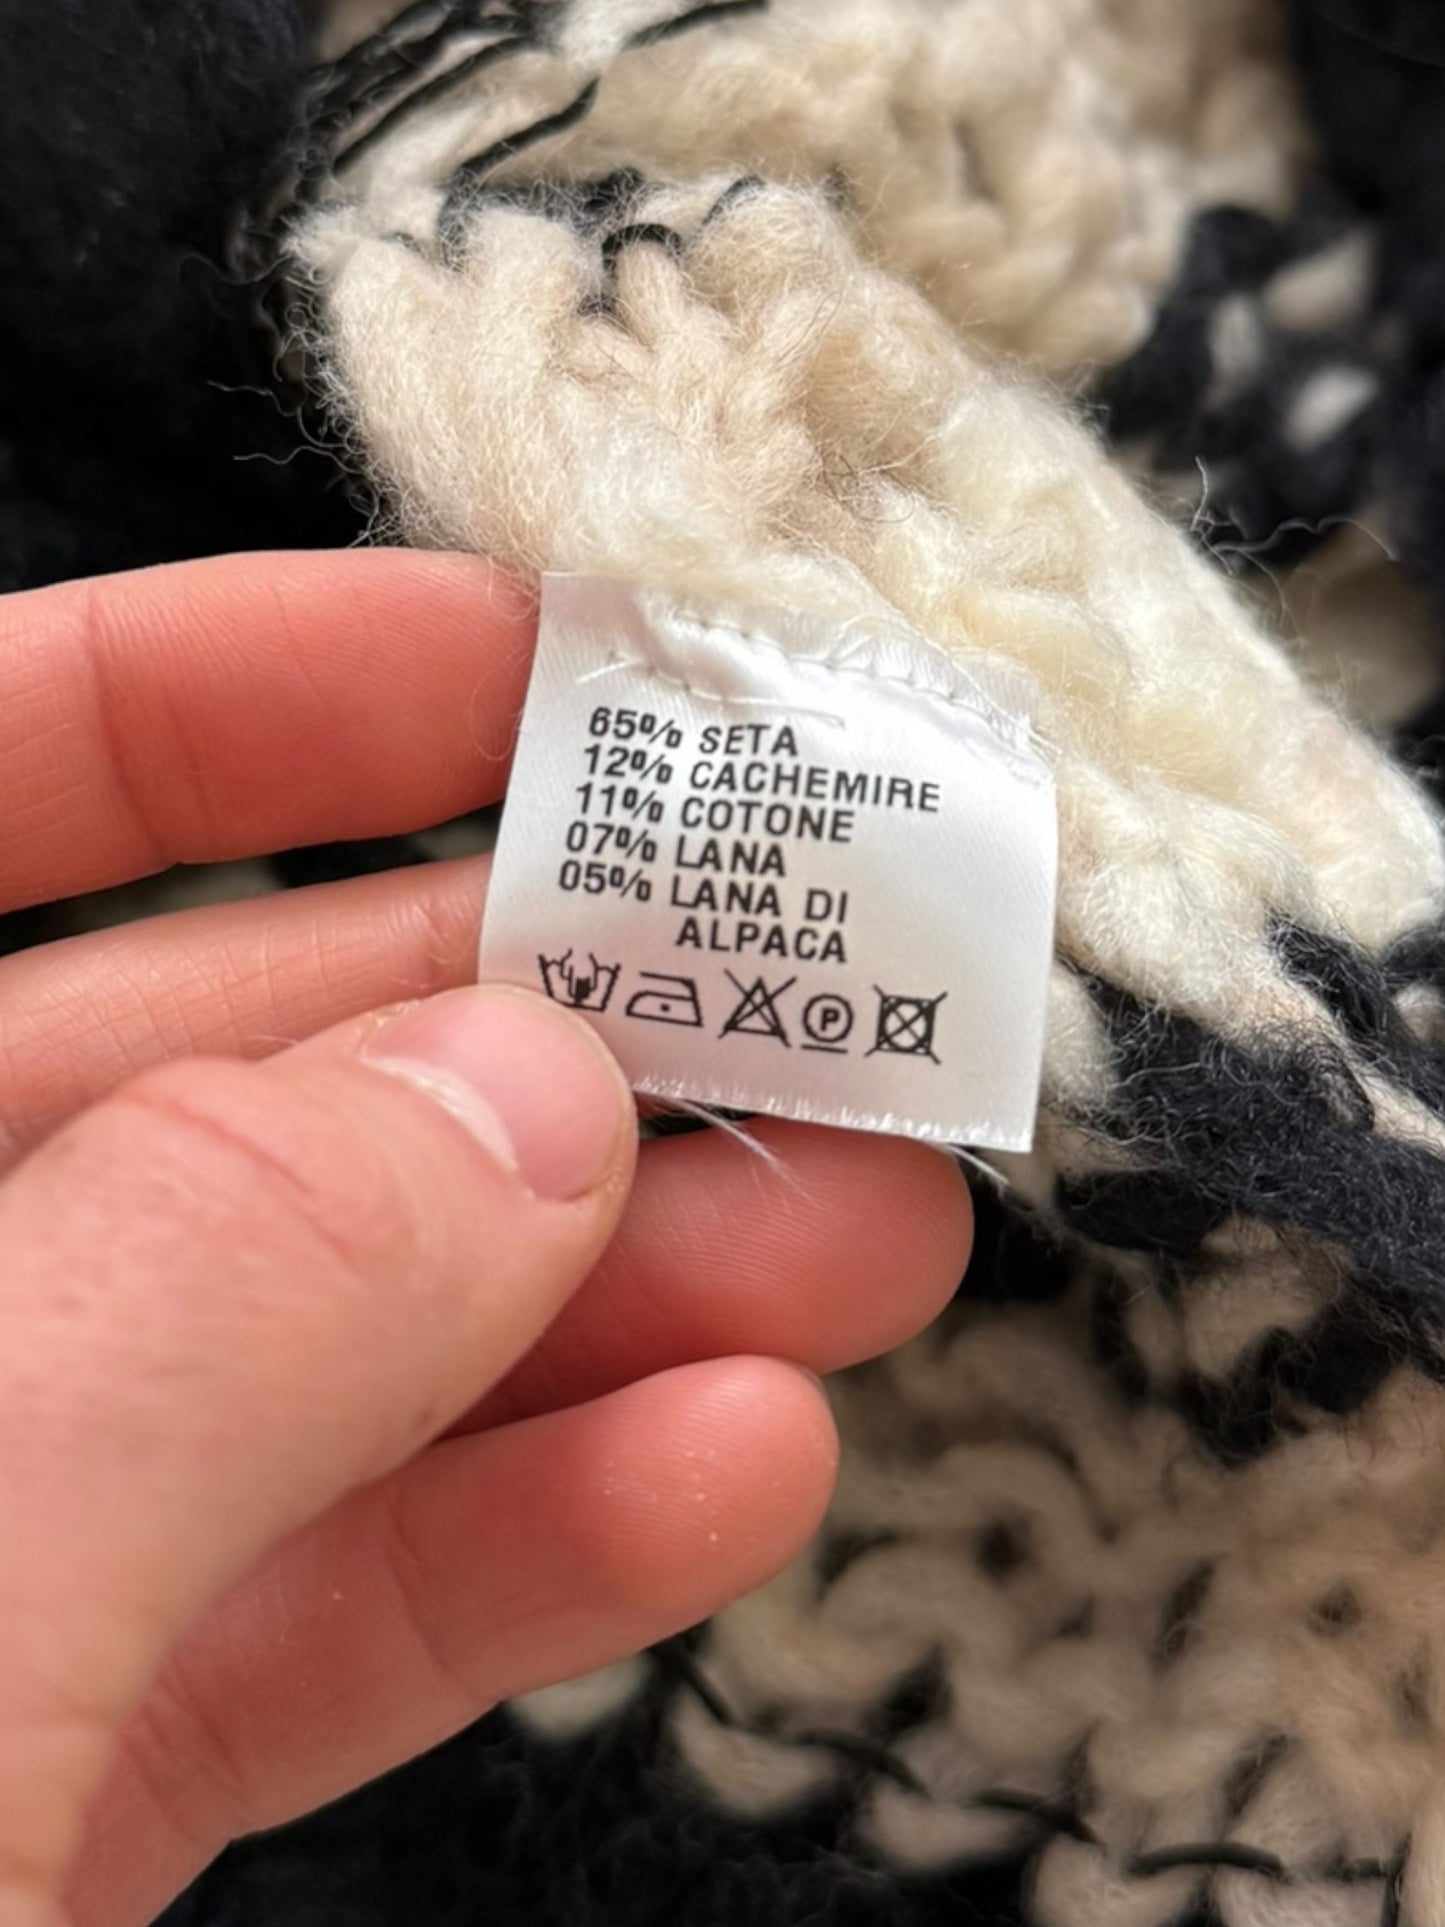 65% SETA
12% CACHEMIRE
11% COTONE
07% LANA
05% LANA DI
ALPACA
P